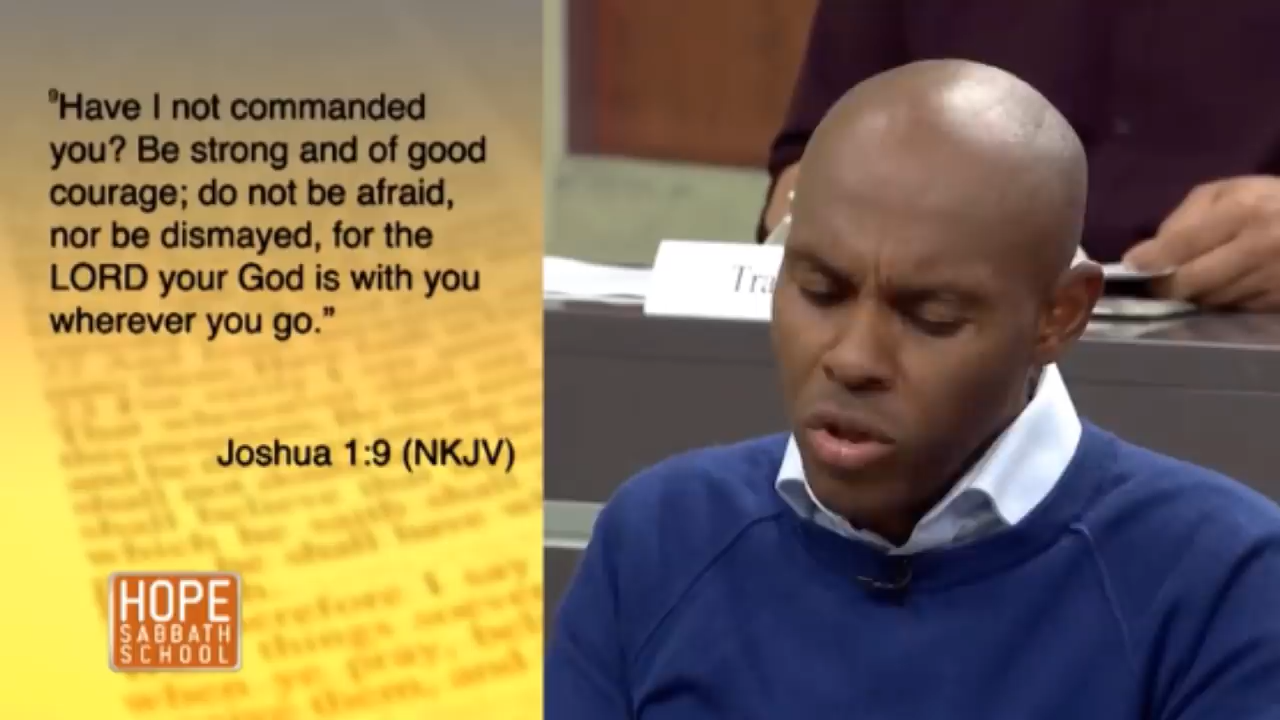 ⁹Have I not commanded
you? Be strong and of good
courage; do not be afraid,
nor be dismayed, for the
LORD your God is with you
wherever you go.”
Joshua 1:9 (NKJV)
HOPE
SABBATH
SCHOOL
Tra